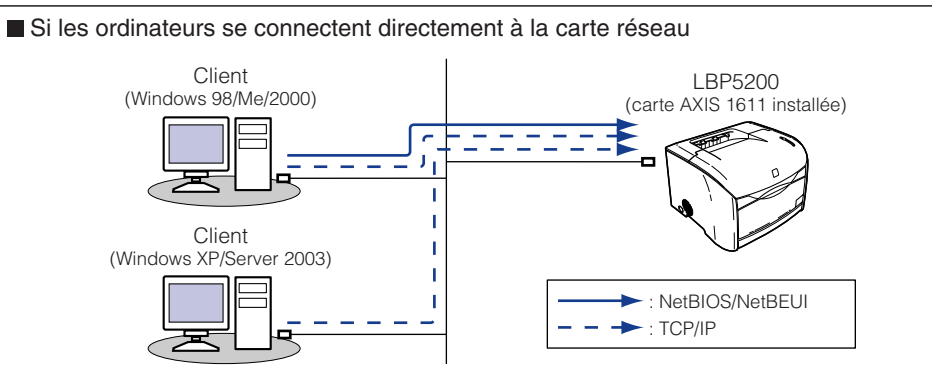 ■ Si les ordinateurs se connectent directement à la carte réseau
Client
(Windows 98/Me/2000)
LBP5200
(carte AXIS 1611 installée)
Client
(Windows XP/Server 2003)
: NetBIOS/NetBEUI
: TCP/IP